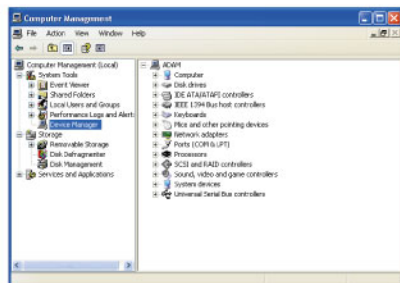 Computer Management
File Action View Window Help
Computer Management (Local)
System Tools
Event Viewer
Shared Folders
Local Users and Groups
Performance Logs and Alerts
Device Manager
Storage
Removable Storage
Disk Defragmenter
Disk Management
Services and Applications
ADAM
Computer
Disk drives
IDE ATA/ATAPI controllers
IEEE 1394 Bus host controllers
Keyboards
Mice and other pointing devices
Network adapters
Ports (COM & LPT)
Processors
SCSI and RAID controllers
Sound, video and game controllers
System devices
Universal Serial Bus controllers